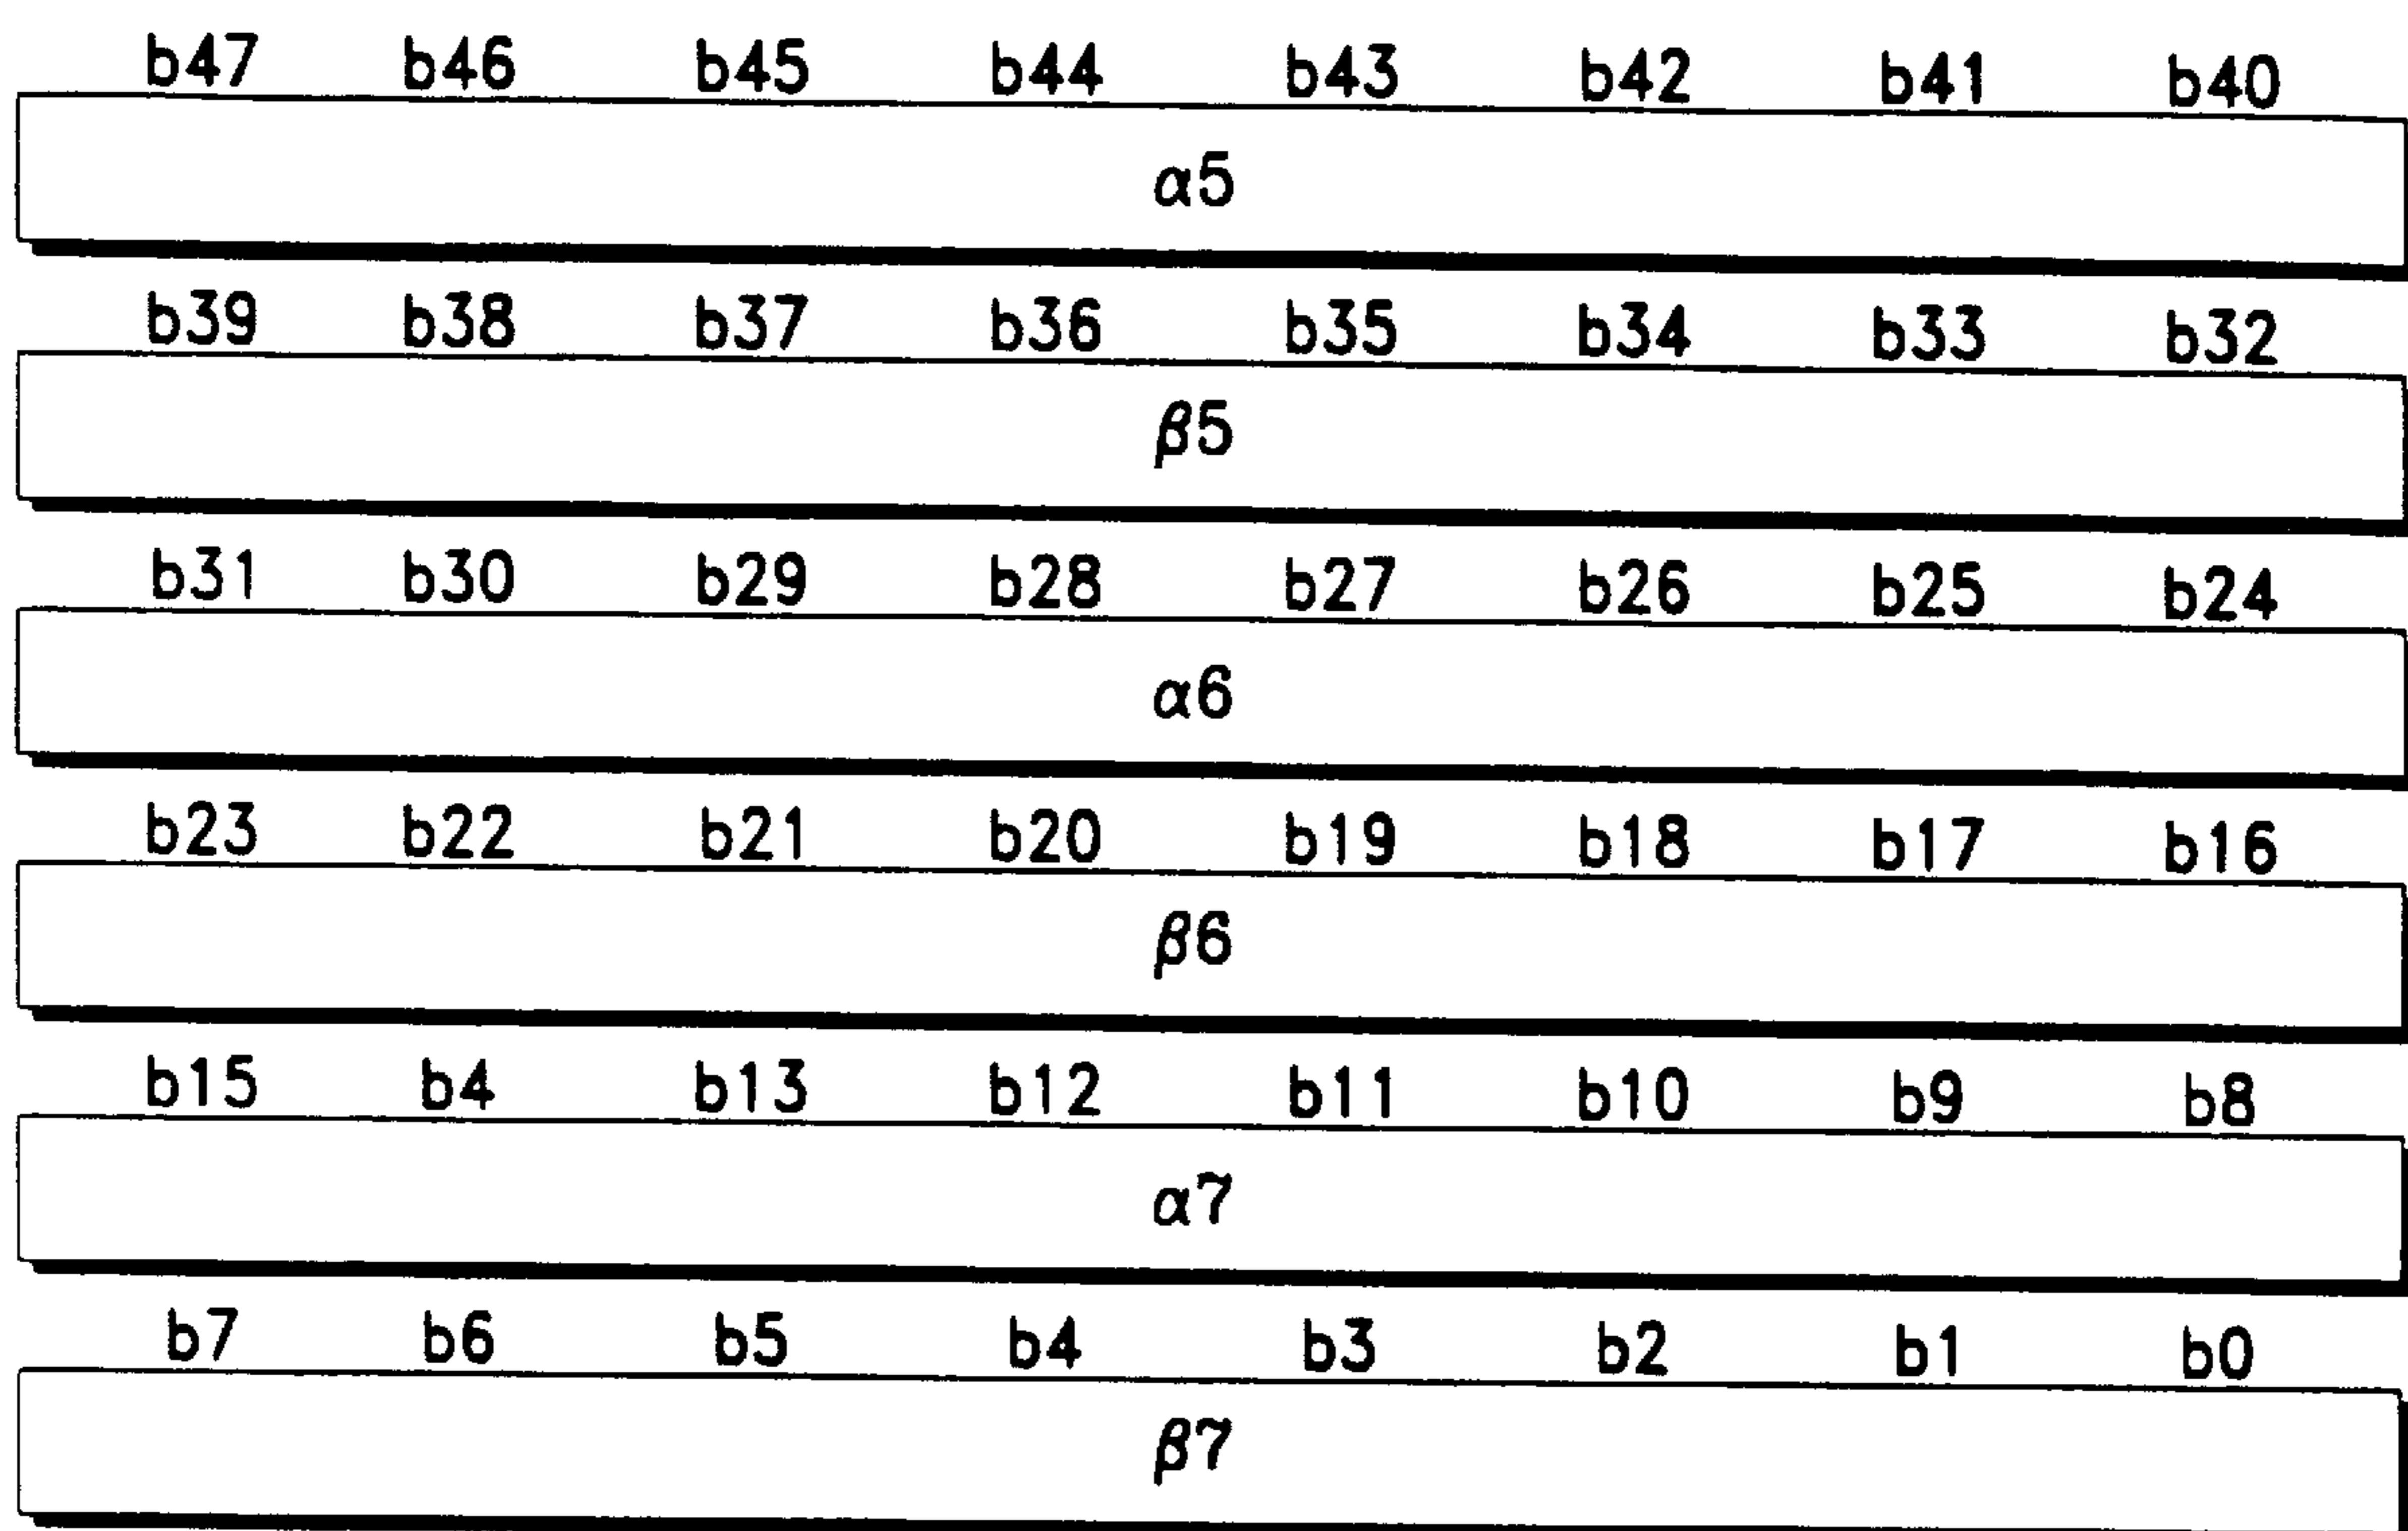 b47 b46 b45 b44 b43 b42 b41 b40
α5
b39 b38 b37 b36 b35 b34 b33 b32
β5
b31 b30 b29 b28 b27 b26 b25 b24
α6
b23 b22 b21 b20 b19 b18 b17 b16
β6
b15 b4 b13 b12 b11 b10 b9 b8
α7
b7 b6 b5 b4 b3 b2 b1 b0
β7